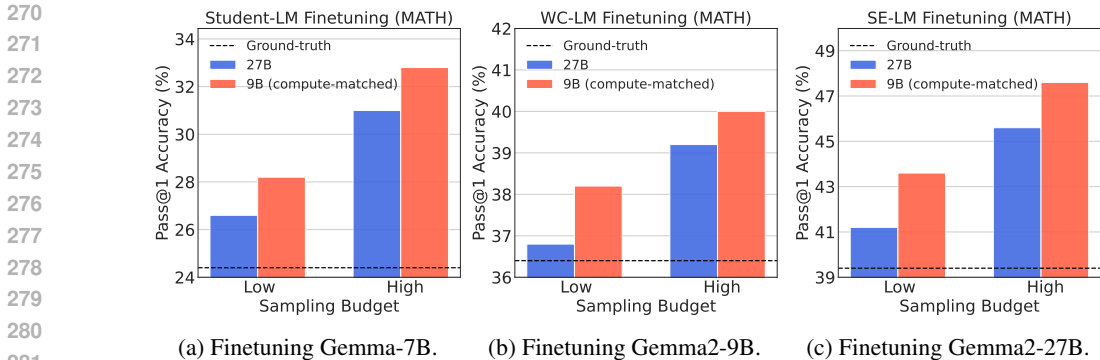 270
271
272
273
274
275
276
277
278
279
280
Student-LM Finetuning (MATH)
Pass@1 Accuracy (%)
34
32
30
28
26
24
Ground-truth
27B
9B (compute-matched)
Low High
Sampling Budget
(a) Finetuning Gemma-7B.
WC-LM Finetuning (MATH)
Pass@1 Accuracy (%)
42
40
39
37
36
Ground-truth
27B
9B (compute-matched)
Low High
Sampling Budget
(b) Finetuning Gemma2-9B.
SE-LM Finetuning (MATH)
Pass@1 Accuracy (%)
49
47
45
43
41
39
Ground-truth
27B
9B (compute-matched)
Low High
Sampling Budget
(c) Finetuning Gemma2-27B.